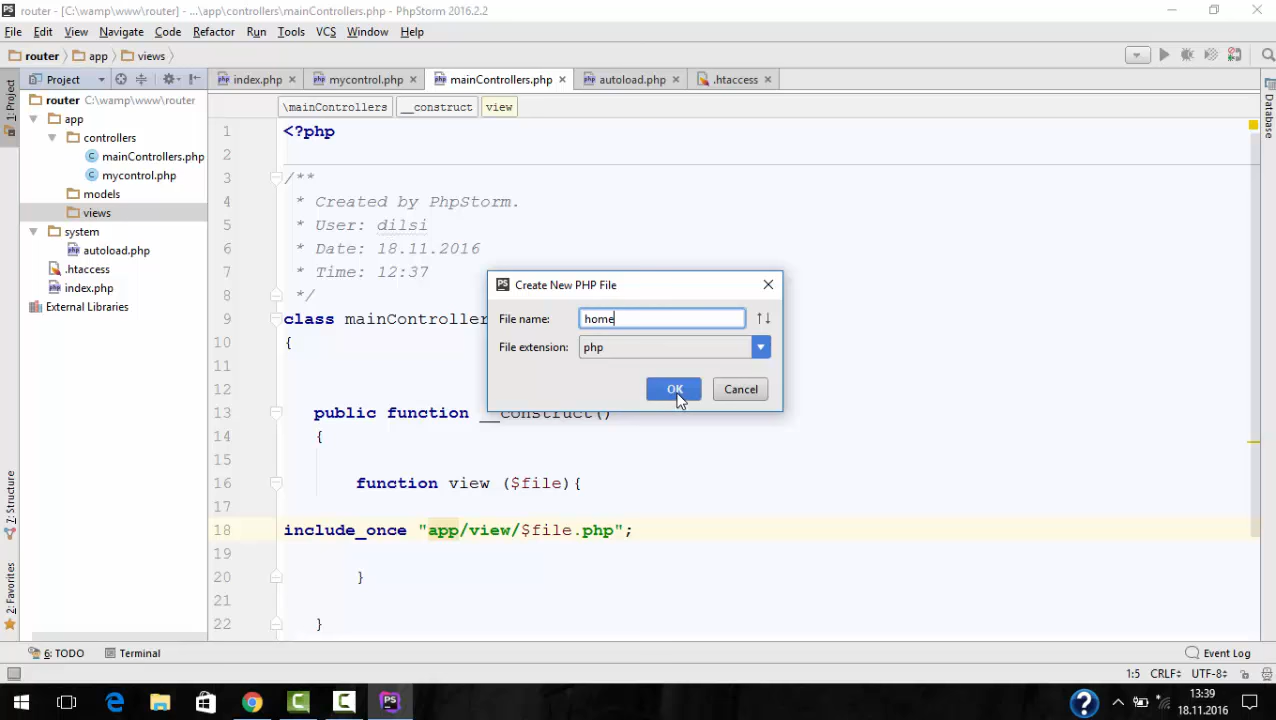 router - [C:\wamp\www\router] - ...\app\controllers\mainControllers.php - PhpStorm 2016.2.2
File Edit View Navigate Code Refactor Run Tools VCS Window Help
router app views
Project index.php mycontrol.php mainControllers.php autoload.php .htaccess
1: Project
router C:\wamp\www\router
app
controllers
mainControllers.php
mycontrol.php
models
views
system
autoload.php
.htaccess
index.php
External Libraries
7: Structure
2: Favorites
Database
\mainControllers __construct view
1 <?php
2
3 /**
4 * Created by PhpStorm.
5 * User: dilsi
6 * Date: 18.11.2016
7 * Time: 12:37
8 */
9 class mainController
10 {
11
12
13 public function __construct()
14 {
15
16 function view ($file){
17
18 include_once "app/view/$file.php";
19
20 }
21
22 }
Create New PHP File
File name: home
File extension: php
OK Cancel
6: TODO Terminal Event Log
1:5 CRLF÷ UTF-8÷
13:39
18.11.2016